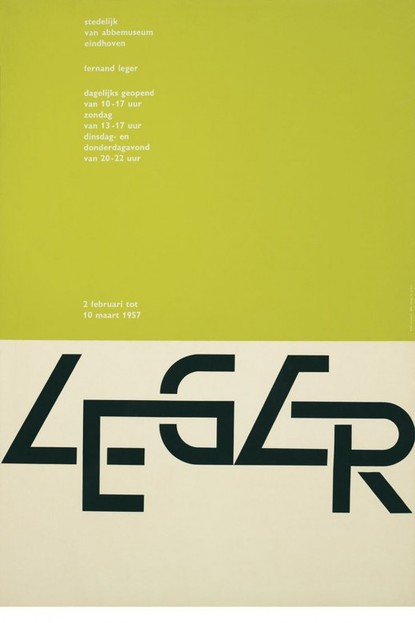 stedelijk
van abbemuseum
eindhoven
fernand leger
dagelijks geopend
van 10-17 uur
zondag
van 13-17 uur
dinsdag- en
donderdagavond
van 20-22 uur
2 februari tot
10 maart 1957
LEGER